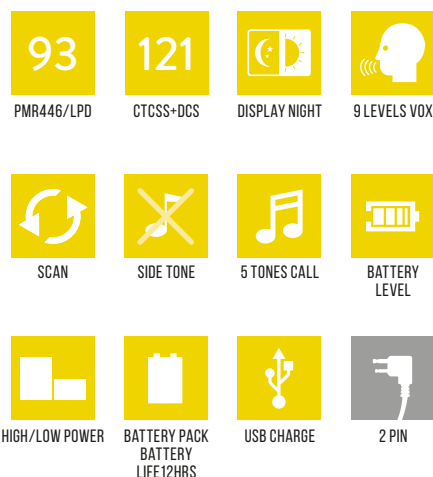 93
121
PMR446/LPD
CTCSS+DCS
DISPLAY NIGHT
9 LEVELS VOX
SCAN
SIDE TONE
5 TONES CALL
BATTERY
LEVEL
HIGH/LOW POWER
BATTERY PACK
BATTERY
LIFE12HRS
USB CHARGE
2 PIN